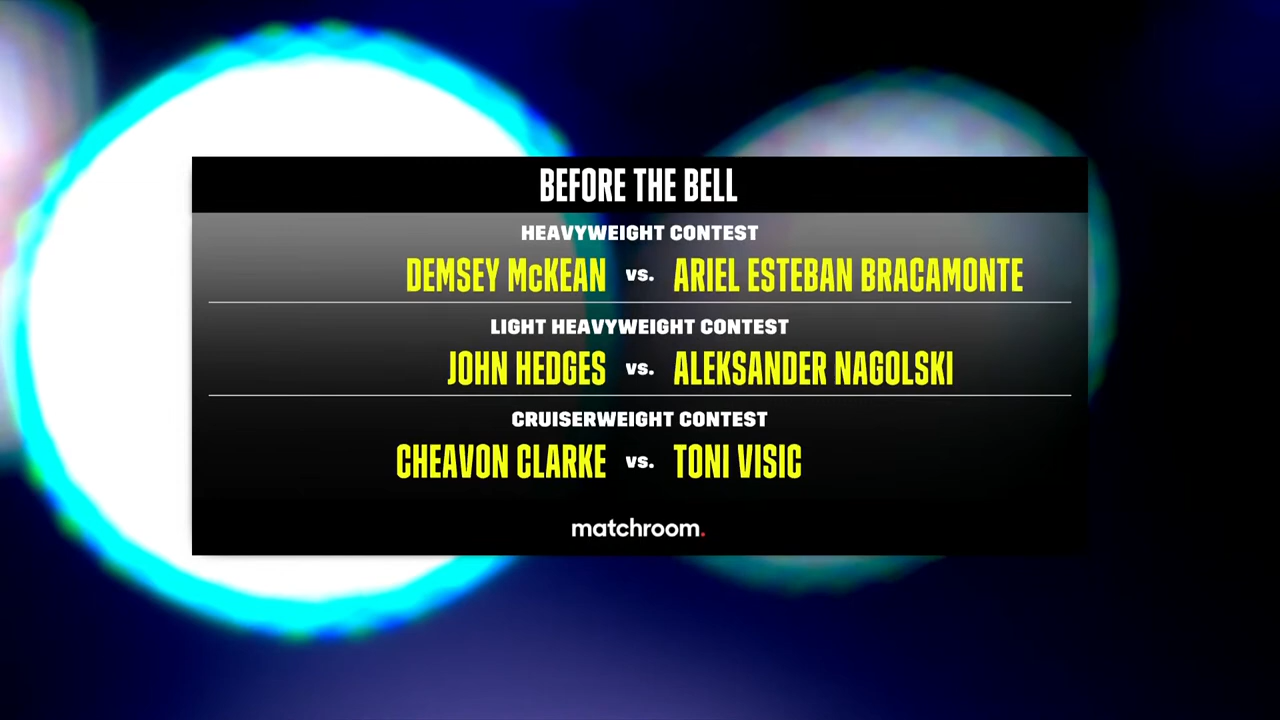 BEFORE THE BELL
HEAVYWEIGHT CONTEST
DEMSEY McKEAN vs. ARIEL ESTEBAN BRACAMONTE
LIGHT HEAVYWEIGHT CONTEST
JOHN HEDGES vs. ALEKSANDER NAGOLSKI
CRUISERWEIGHT CONTEST
CHEAVON CLARKE vs. TONI VISIC
matchroom.